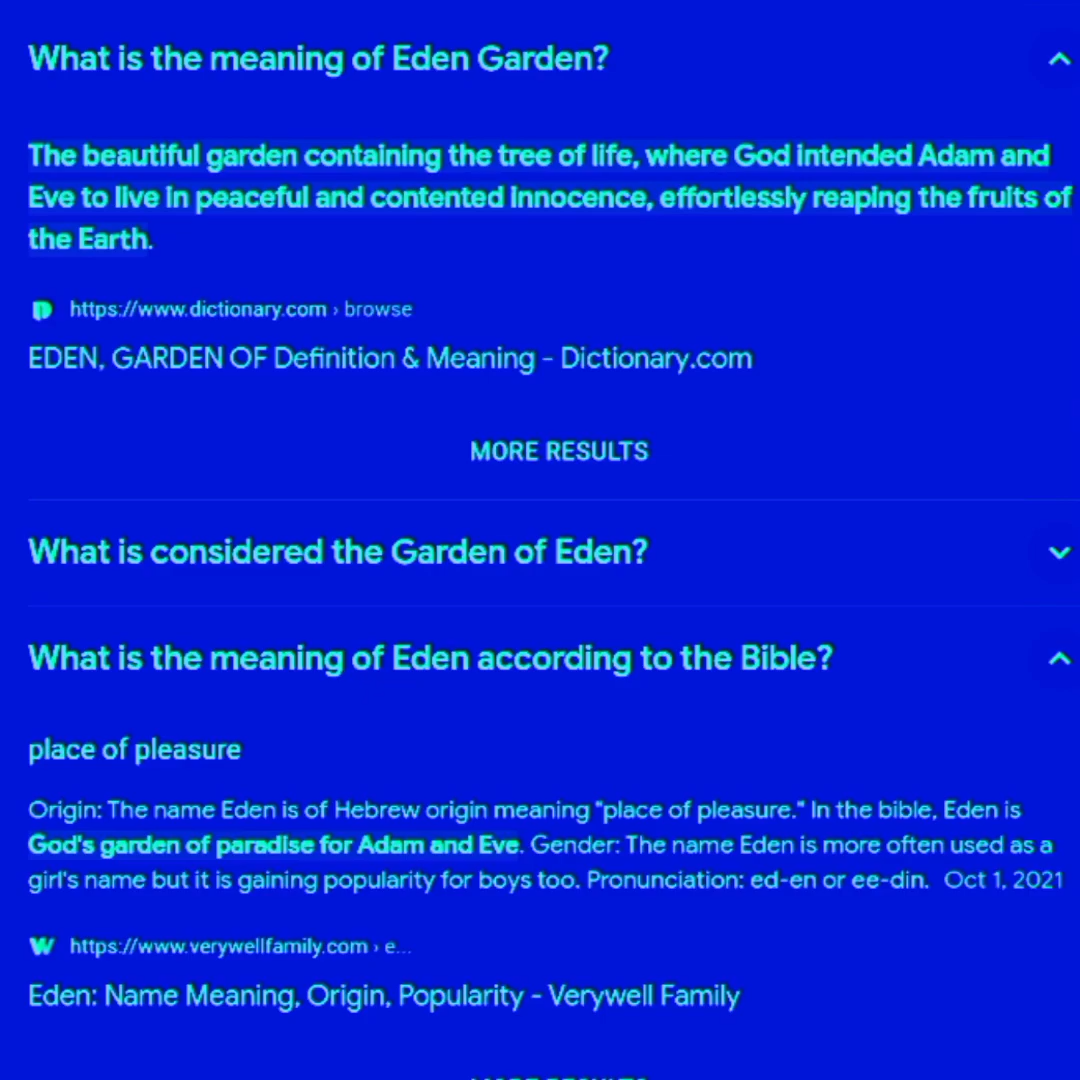 What is the meaning of Eden Garden?
The beautiful garden containing the tree of life, where God intended Adam and
Eve to live in peaceful and contented innocence, effortlessly reaping the fruits of
the Earth.
https://www.dictionary.com › browse
EDEN, GARDEN OF Definition & Meaning - Dictionary.com
MORE RESULTS
What is considered the Garden of Eden?
What is the meaning of Eden according to the Bible?
place of pleasure
Origin: The name Eden is of Hebrew origin meaning "place of pleasure." In the bible, Eden is
God's garden of paradise for Adam and Eve. Gender: The name Eden is more often used as a
girl's name but it is gaining popularity for boys too. Pronunciation: ed-en or ee-din. Oct 1, 2021
W https://www.verywellfamily.com › e...
Eden: Name Meaning, Origin, Popularity - Verywell Family